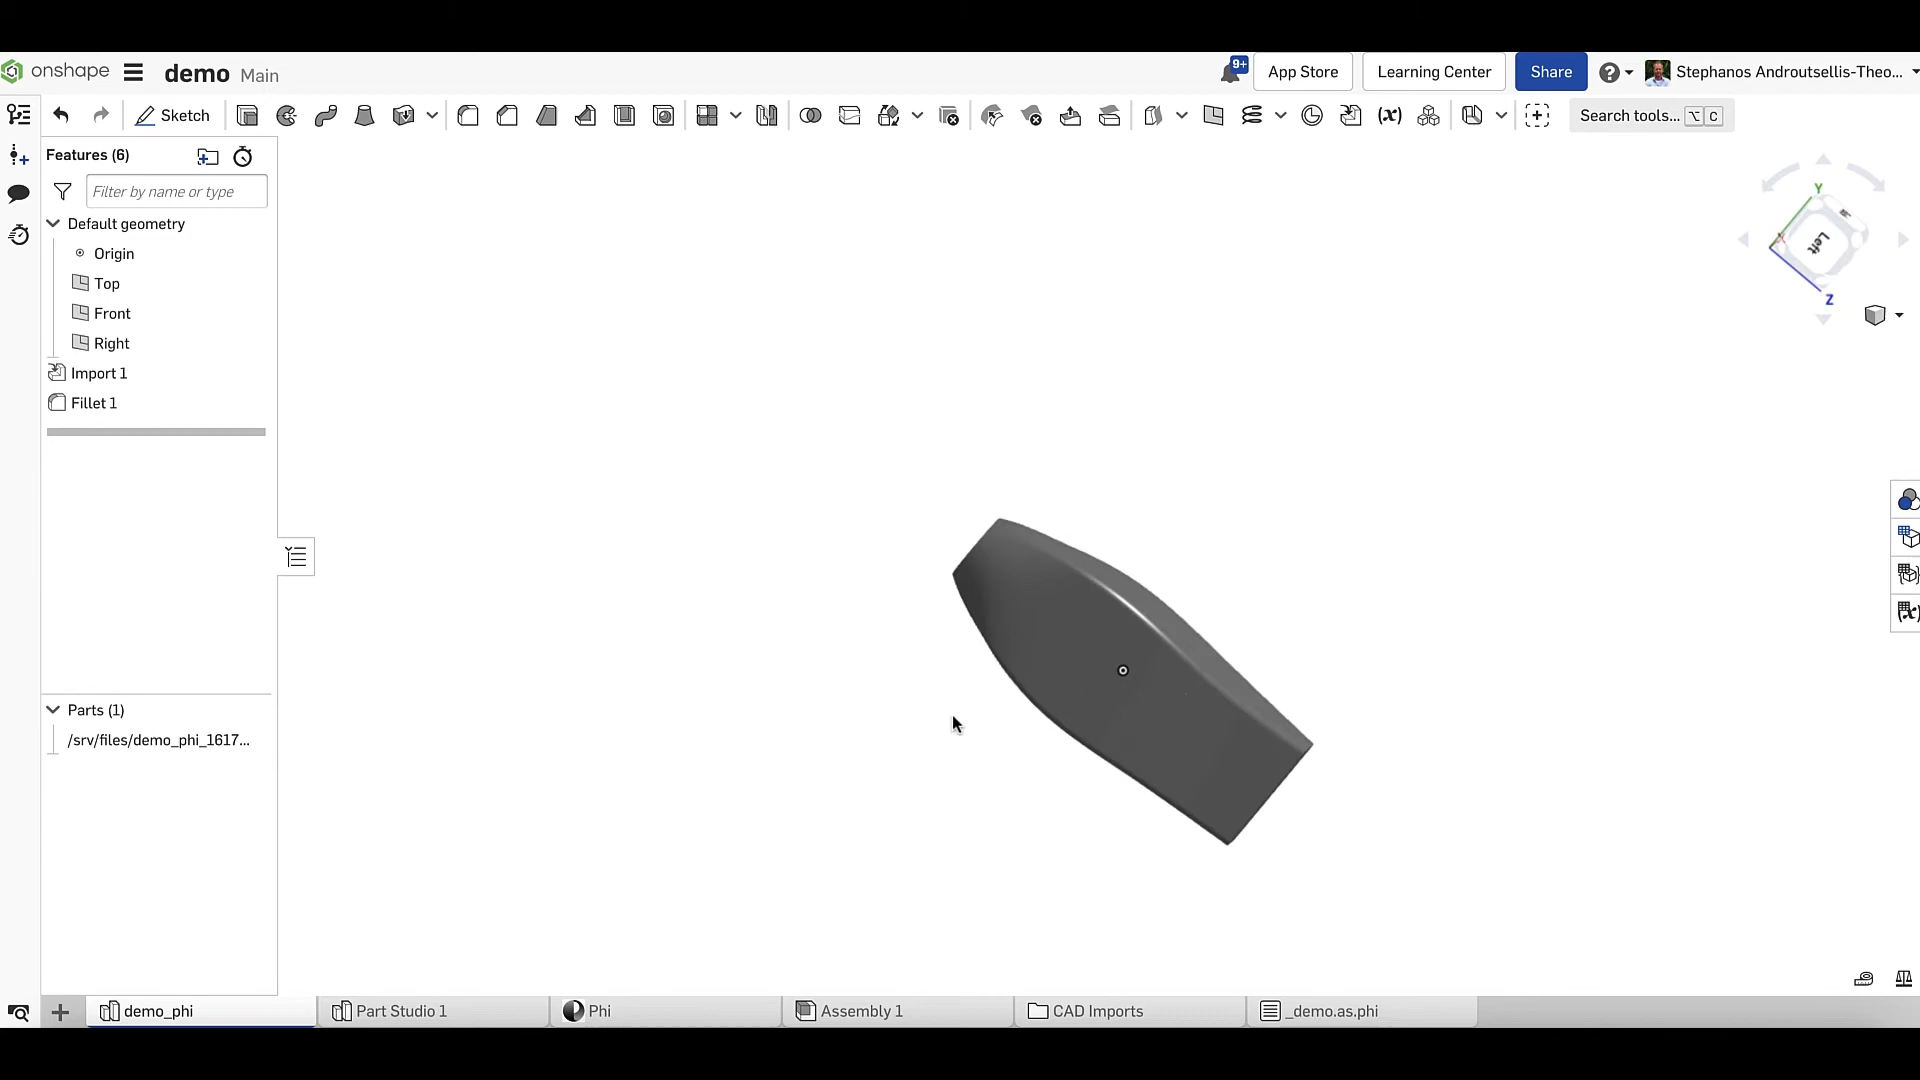 onshape demo Main 9+ App Store Learning Center Share Stephanos Androutsellis-Theo...
Sketch (x) Search tools... ⌥ C
Features (6)
Filter by name or type
Default geometry
Origin
Top
Front
Right
Import 1
Fillet 1
Y
X
Left
Z
Parts (1)
/srv/files/demo_phi_1617...
demo_phi Part Studio 1 Phi Assembly 1 CAD Imports _demo.as.phi